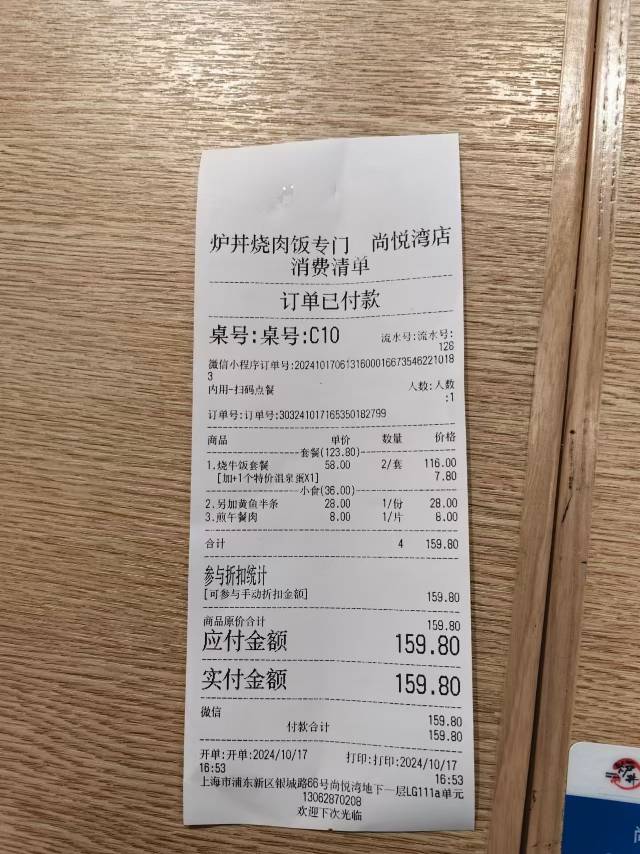 炉丼烧肉饭专门 尚悦湾店
消费清单
订单已付款
桌号:桌号:C10 流水号:流水号:
128
微信小程序订单号:2024101706131600016673546221018
3
内用-扫码点餐 人数:人数
:1
订单号:订单号:303241017165350182799
商品 单价 数量 价格
套餐(123.80)
1.烧牛饭套餐 58.00 2/套 116.00
[加+1个特价温泉蛋X1] 7.80
小食(36.00)
2.另加黄鱼半条 28.00 1/份 28.00
3.煎午餐肉 8.00 1/片 8.00
合计 4 159.80
参与折扣统计
[可参与手动折扣金额] 159.80
商品原价合计 159.80
应付金额 159.80
实付金额 159.80
微信 159.80
付款合计 159.80
开单:开单:2024/10/17 打印:打印:2024/10/17
16:53 16:53
上海市浦东新区银城路66号尚悦湾地下一层LG111a单元
13062870208
欢迎下次光临